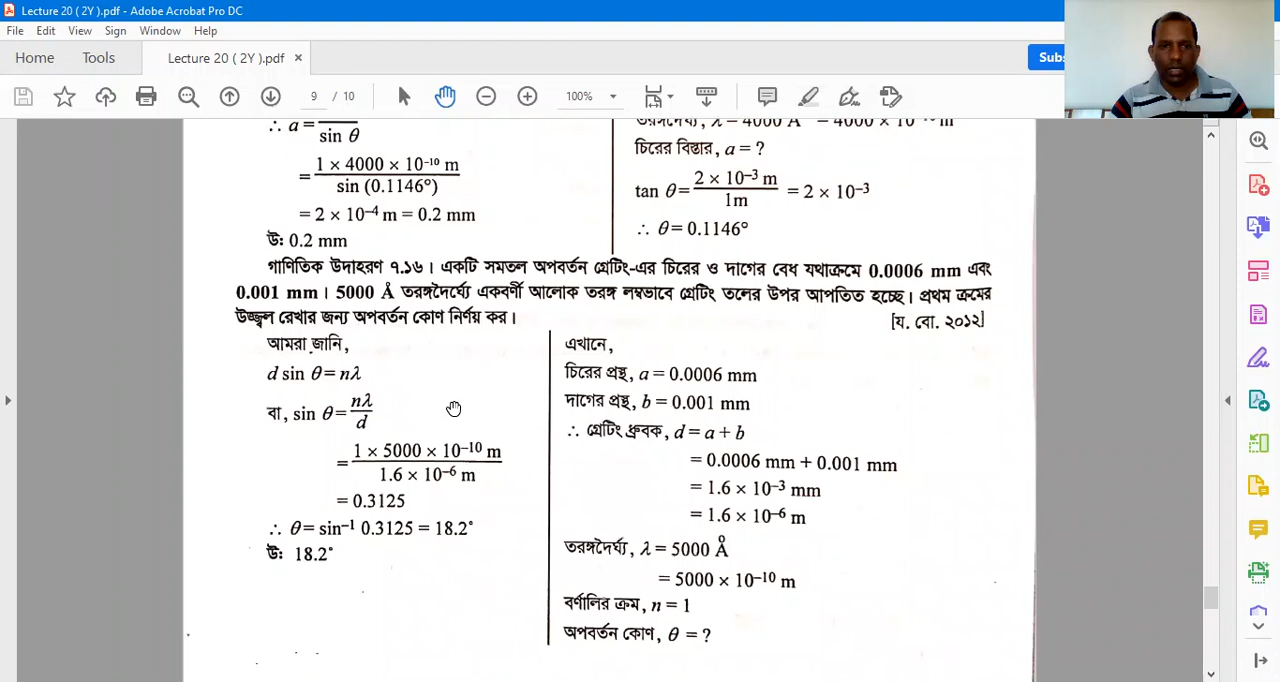 Lecture 20 ( 2Y ).pdf - Adobe Acrobat Pro DC
File Edit View Sign Window Help
Home Tools Lecture 20 ( 2Y ).pdf × Subs
9 / 10 100%
∴ a =
sin θ
= 1 × 4000 × 10⁻¹⁰ m
sin (0.1146°)
= 2 × 10⁻⁴ m = 0.2 mm
উঃ 0.2 mm
তরঙ্গদৈর্ঘ্য, λ = 4000 Å = 4000 × 10⁻¹⁰ m
চিরের বিস্তার, a = ?
tan θ = 2 × 10⁻³ m
1m = 2 × 10⁻³
∴ θ = 0.1146°
গাণিতিক উদাহরণ ৭.১৬। একটি সমতল অপবর্তন গ্রেটিং-এর চিরের ও দাগের বেধ যথাক্রমে 0.0006 mm এবং
0.001 mm। 5000 Å তরঙ্গদৈর্ঘ্যে একবর্ণী আলোক তরঙ্গ লম্বভাবে গ্রেটিং তলের উপর আপতিত হচ্ছে। প্রথম ক্রমের
উজ্জ্বল রেখার জন্য অপবর্তন কোণ নির্ণয় কর।
[য. বো. ২০১২]
আমরা জানি,
d sin θ = nλ
বা, sin θ = nλ
d
= 1 × 5000 × 10⁻¹⁰ m
1.6 × 10⁻⁶ m
= 0.3125
∴ θ = sin⁻¹ 0.3125 = 18.2°
উঃ 18.2°
এখানে,
চিরের প্রস্থ, a = 0.0006 mm
দাগের প্রস্থ, b = 0.001 mm
∴ গ্রেটিং ধ্রুবক, d = a + b
= 0.0006 mm + 0.001 mm
= 1.6 × 10⁻³ mm
= 1.6 × 10⁻⁶ m
তরঙ্গদৈর্ঘ্য, λ = 5000 Å
= 5000 × 10⁻¹⁰ m
বর্ণালির ক্রম, n = 1
অপবর্তন কোণ, θ = ?